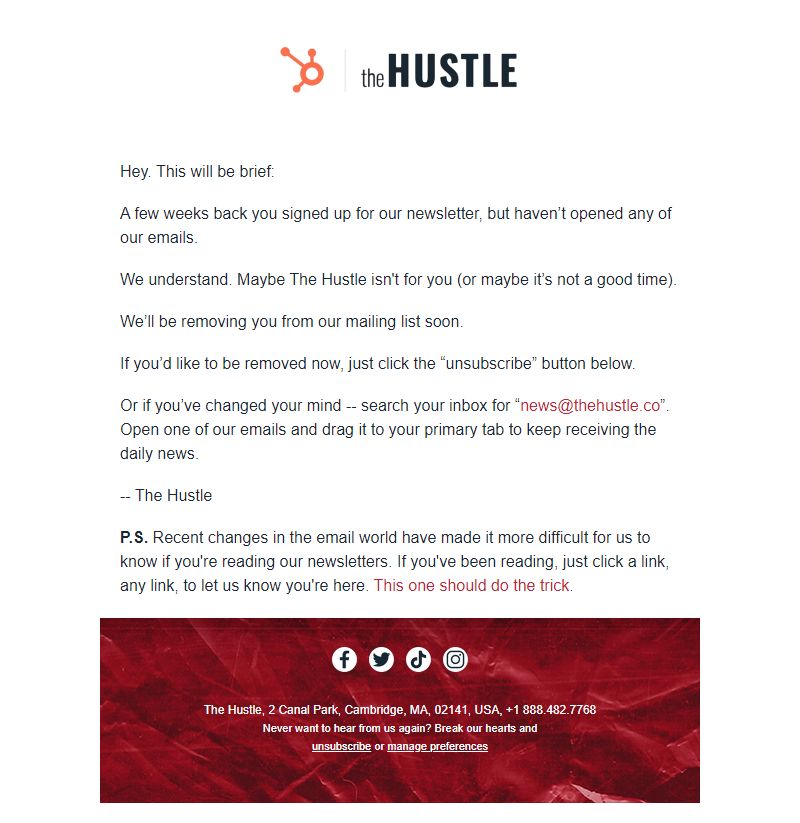 the HUSTLE
Hey. This will be brief:
A few weeks back you signed up for our newsletter, but haven’t opened any of
our emails.
We understand. Maybe The Hustle isn't for you (or maybe it’s not a good time).
We’ll be removing you from our mailing list soon.
If you’d like to be removed now, just click the “unsubscribe” button below.
Or if you’ve changed your mind -- search your inbox for “news@thehustle.co”.
Open one of our emails and drag it to your primary tab to keep receiving the
daily news.
-- The Hustle
P.S. Recent changes in the email world have made it more difficult for us to
know if you're reading our newsletters. If you've been reading, just click a link,
any link, to let us know you're here. This one should do the trick.
The Hustle, 2 Canal Park, Cambridge, MA, 02141, USA, +1 888.482.7768
Never want to hear from us again? Break our hearts and
unsubscribe or manage preferences